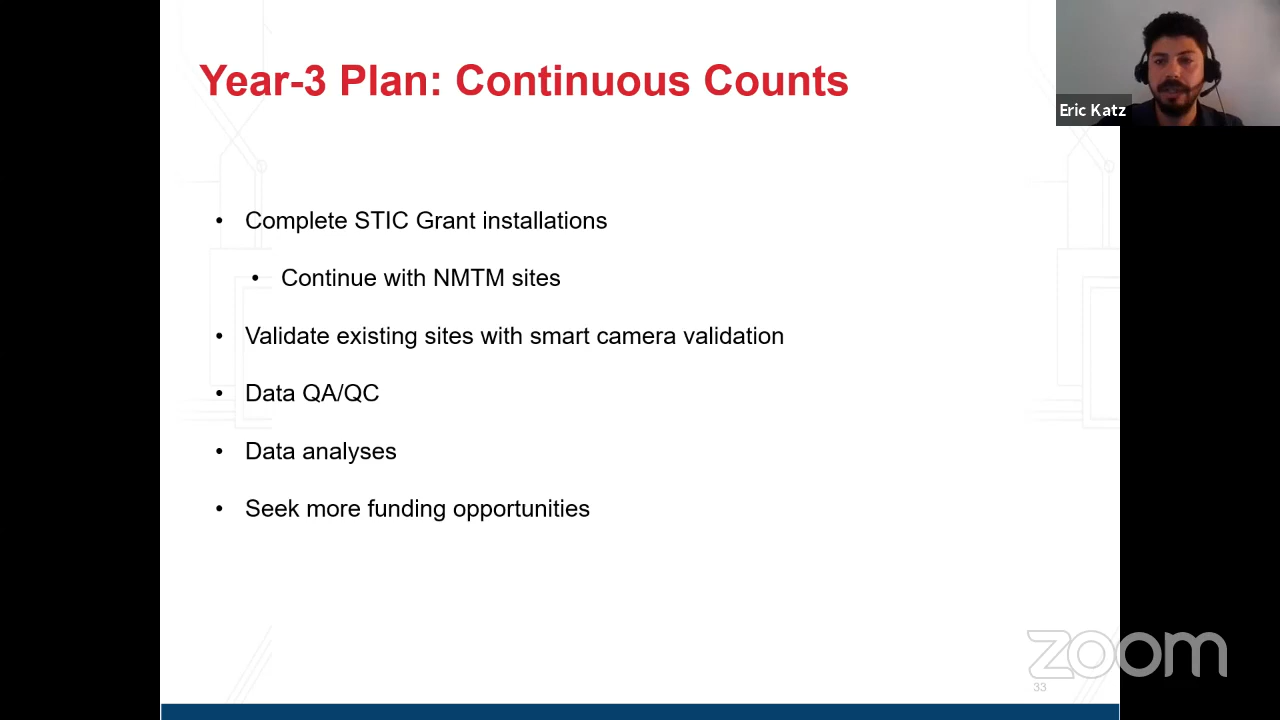 Year-3 Plan: Continuous Counts
Eric Katz
• Complete STIC Grant installations
• Continue with NMTM sites
• Validate existing sites with smart camera validation
• Data QA/QC
• Data analyses
• Seek more funding opportunities
zoom
33